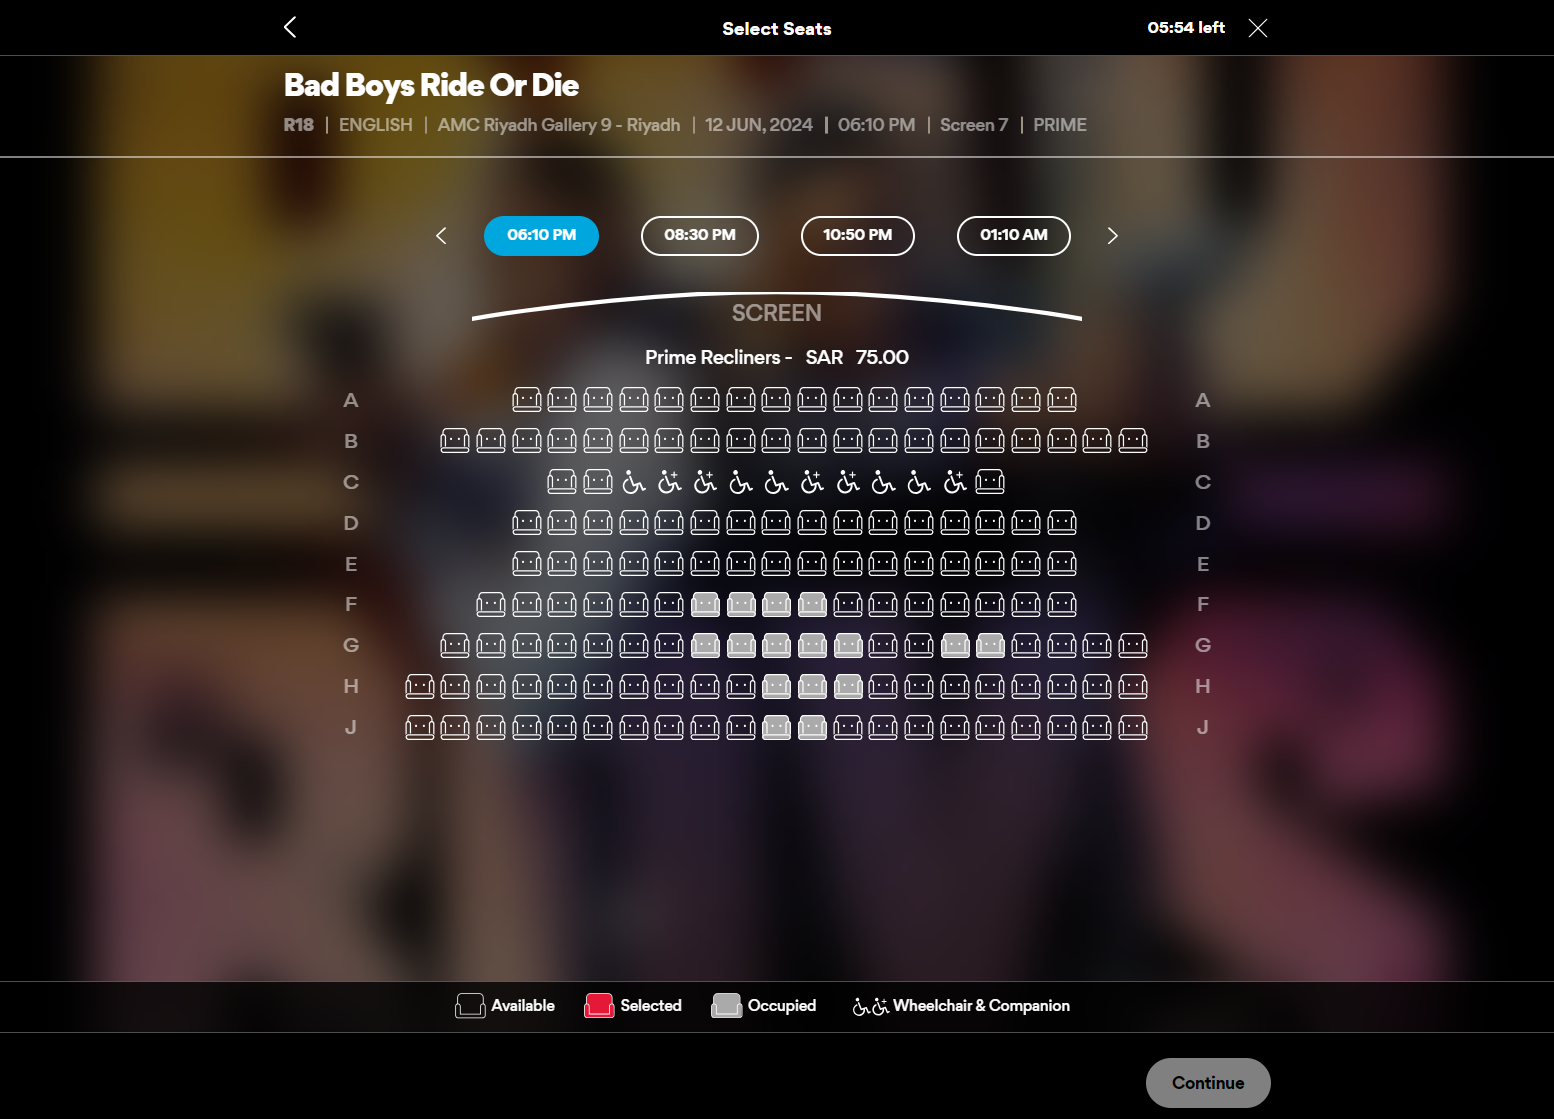 Select Seats
05:54 left
Bad Boys Ride Or Die
R18 | ENGLISH | AMC Riyadh Gallery 9 - Riyadh | 12 JUN, 2024 | 06:10 PM | Screen 7 | PRIME
06:10 PM 08:30 PM 10:50 PM 01:10 AM
SCREEN
Prime Recliners - SAR 75.00
A A
B B
C C
D D
E E
F F
G G
H H
J J
Available Selected Occupied Wheelchair & Companion
Continue